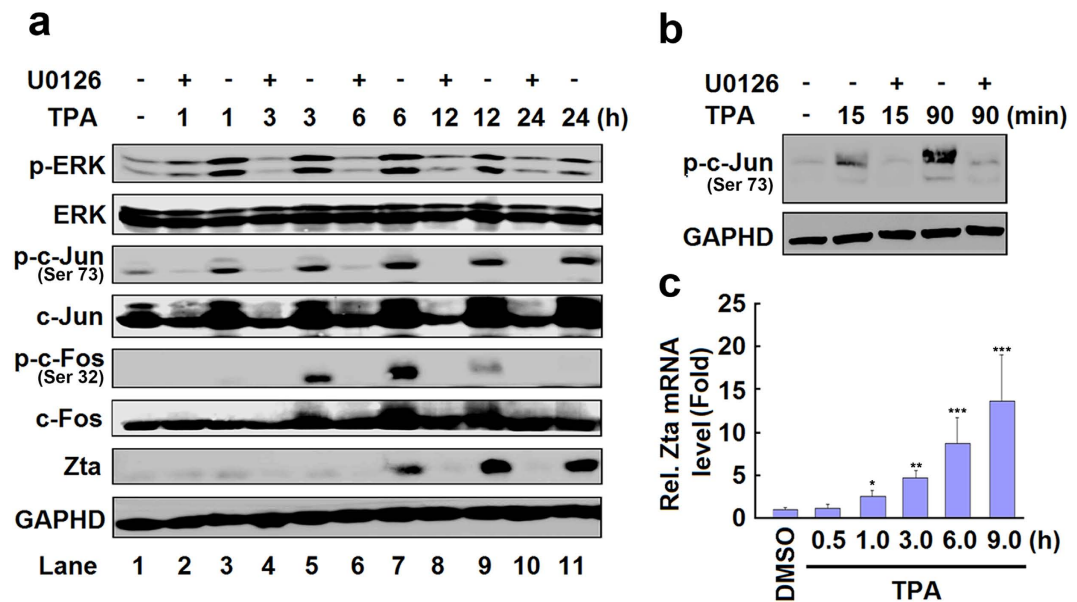 a
U0126 - + - + - + - + - + -
TPA - 1 1 3 3 6 6 12 12 24 24 (h)
p-ERK
ERK
p-c-Jun
(Ser 73)
c-Jun
p-c-Fos
(Ser 32)
c-Fos
Zta
GAPHD
Lane 1 2 3 4 5 6 7 8 9 10 11
b
U0126 - - + - +
TPA - 15 15 90 90 (min)
p-c-Jun
(Ser 73)
GAPHD
c
Rel. Zta mRNA
level (Fold)
25
20
15
10
5
0
* ** *** ***
DMSO 0.5 1.0 3.0 6.0 9.0 (h)
TPA